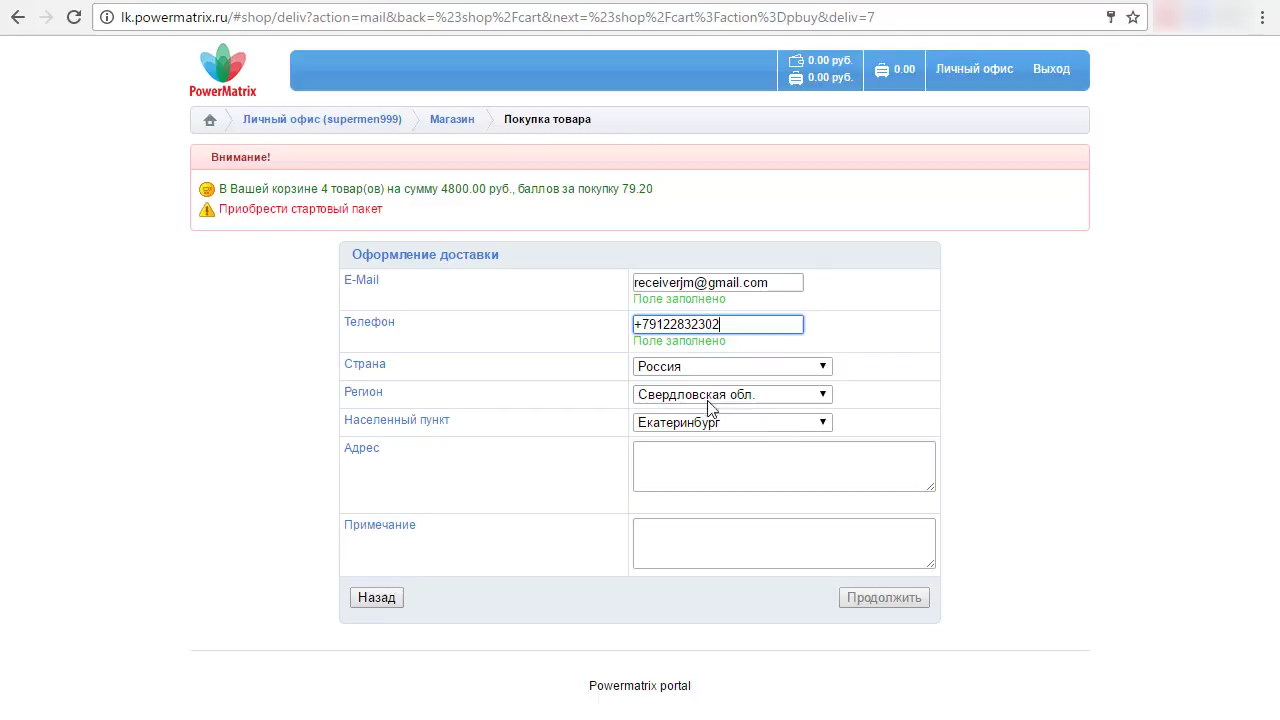 lk.powermatrix.ru/#shop/deliv?action=mail&back=%23shop%2Fcart&next=%23shop%2Fcart%3Faction%3Dpbuy&deliv=7
PowerMatrix
0.00 руб.
0.00 руб.
0.00
Личный офис
Выход
Личный офис (supermen999)
Магазин
Покупка товара
Внимание!
В Вашей корзине 4 товар(ов) на сумму 4800.00 руб., баллов за покупку 79.20
Приобрести стартовый пакет
Оформление доставки
E-Mail
receiverjm@gmail.com
Поле заполнено
Телефон
+79122832302
Поле заполнено
Страна
Россия
Регион
Свердловская обл.
Населенный пункт
Екатеринбург
Адрес
Примечание
Назад
Продолжить
Powermatrix portal